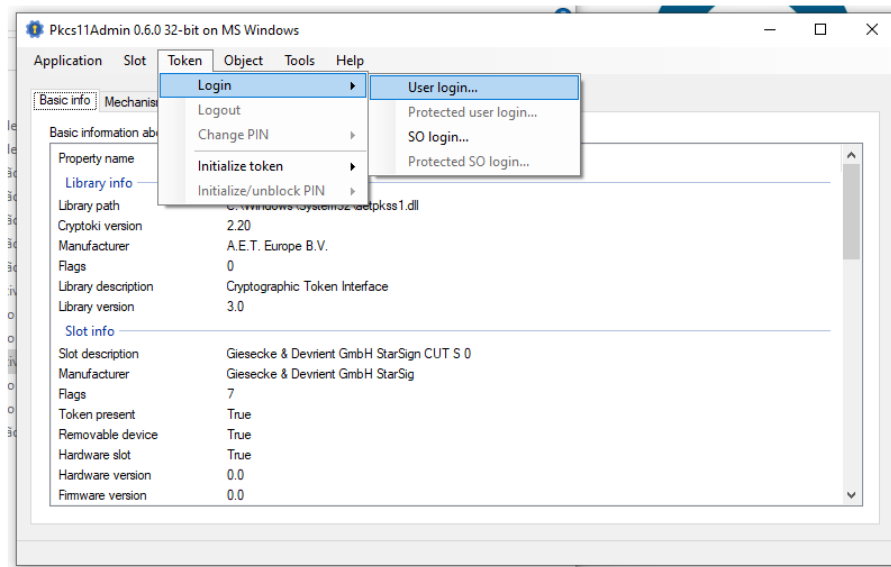 Pkcs11Admin 0.6.0 32-bit on MS Windows
Application Slot Token Object Tools Help
Login User login...
Logout Protected user login...
Change PIN SO login...
Initialize token Protected SO login...
Initialize/unblock PIN
Basic info
Basic information
Property name
Library info
Library path C:\Windows\System32\aetpkss1.dll
Cryptoki version 2.20
Manufacturer A.E.T. Europe B.V.
Flags 0
Library description Cryptographic Token Interface
Library version 3.0
Slot info
Slot description Giesecke & Devrient GmbH StarSign CUT S 0
Manufacturer Giesecke & Devrient GmbH StarSig
Flags 7
Token present True
Removable device True
Hardware slot True
Hardware version 0.0
Firmware version 0.0